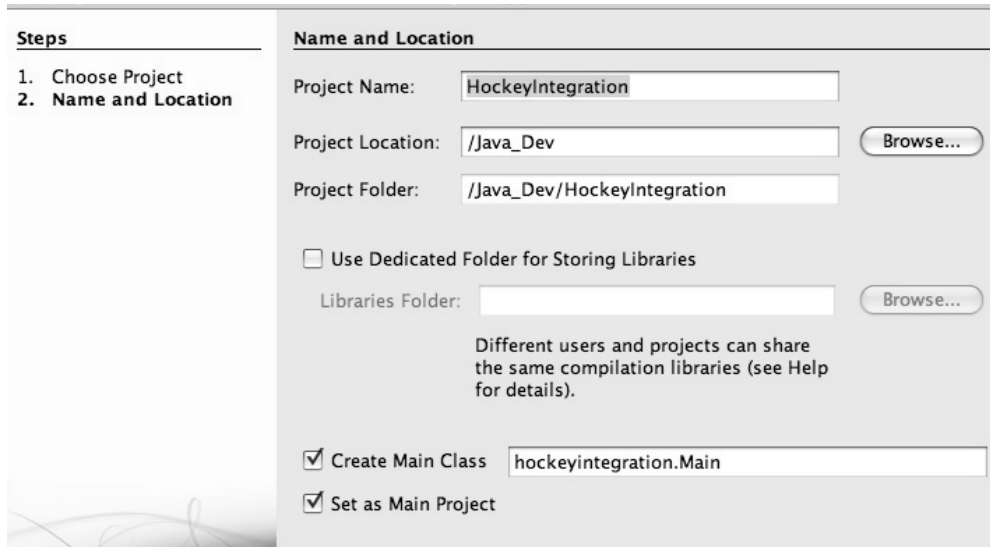 Steps
1. Choose Project
2. Name and Location
Name and Location
Project Name: HockeyIntegration
Project Location: /Java_Dev Browse...
Project Folder: /Java_Dev/HockeyIntegration
Use Dedicated Folder for Storing Libraries
Libraries Folder: Browse...
Different users and projects can share
the same compilation libraries (see Help
for details).
Create Main Class hockeyintegration.Main
Set as Main Project